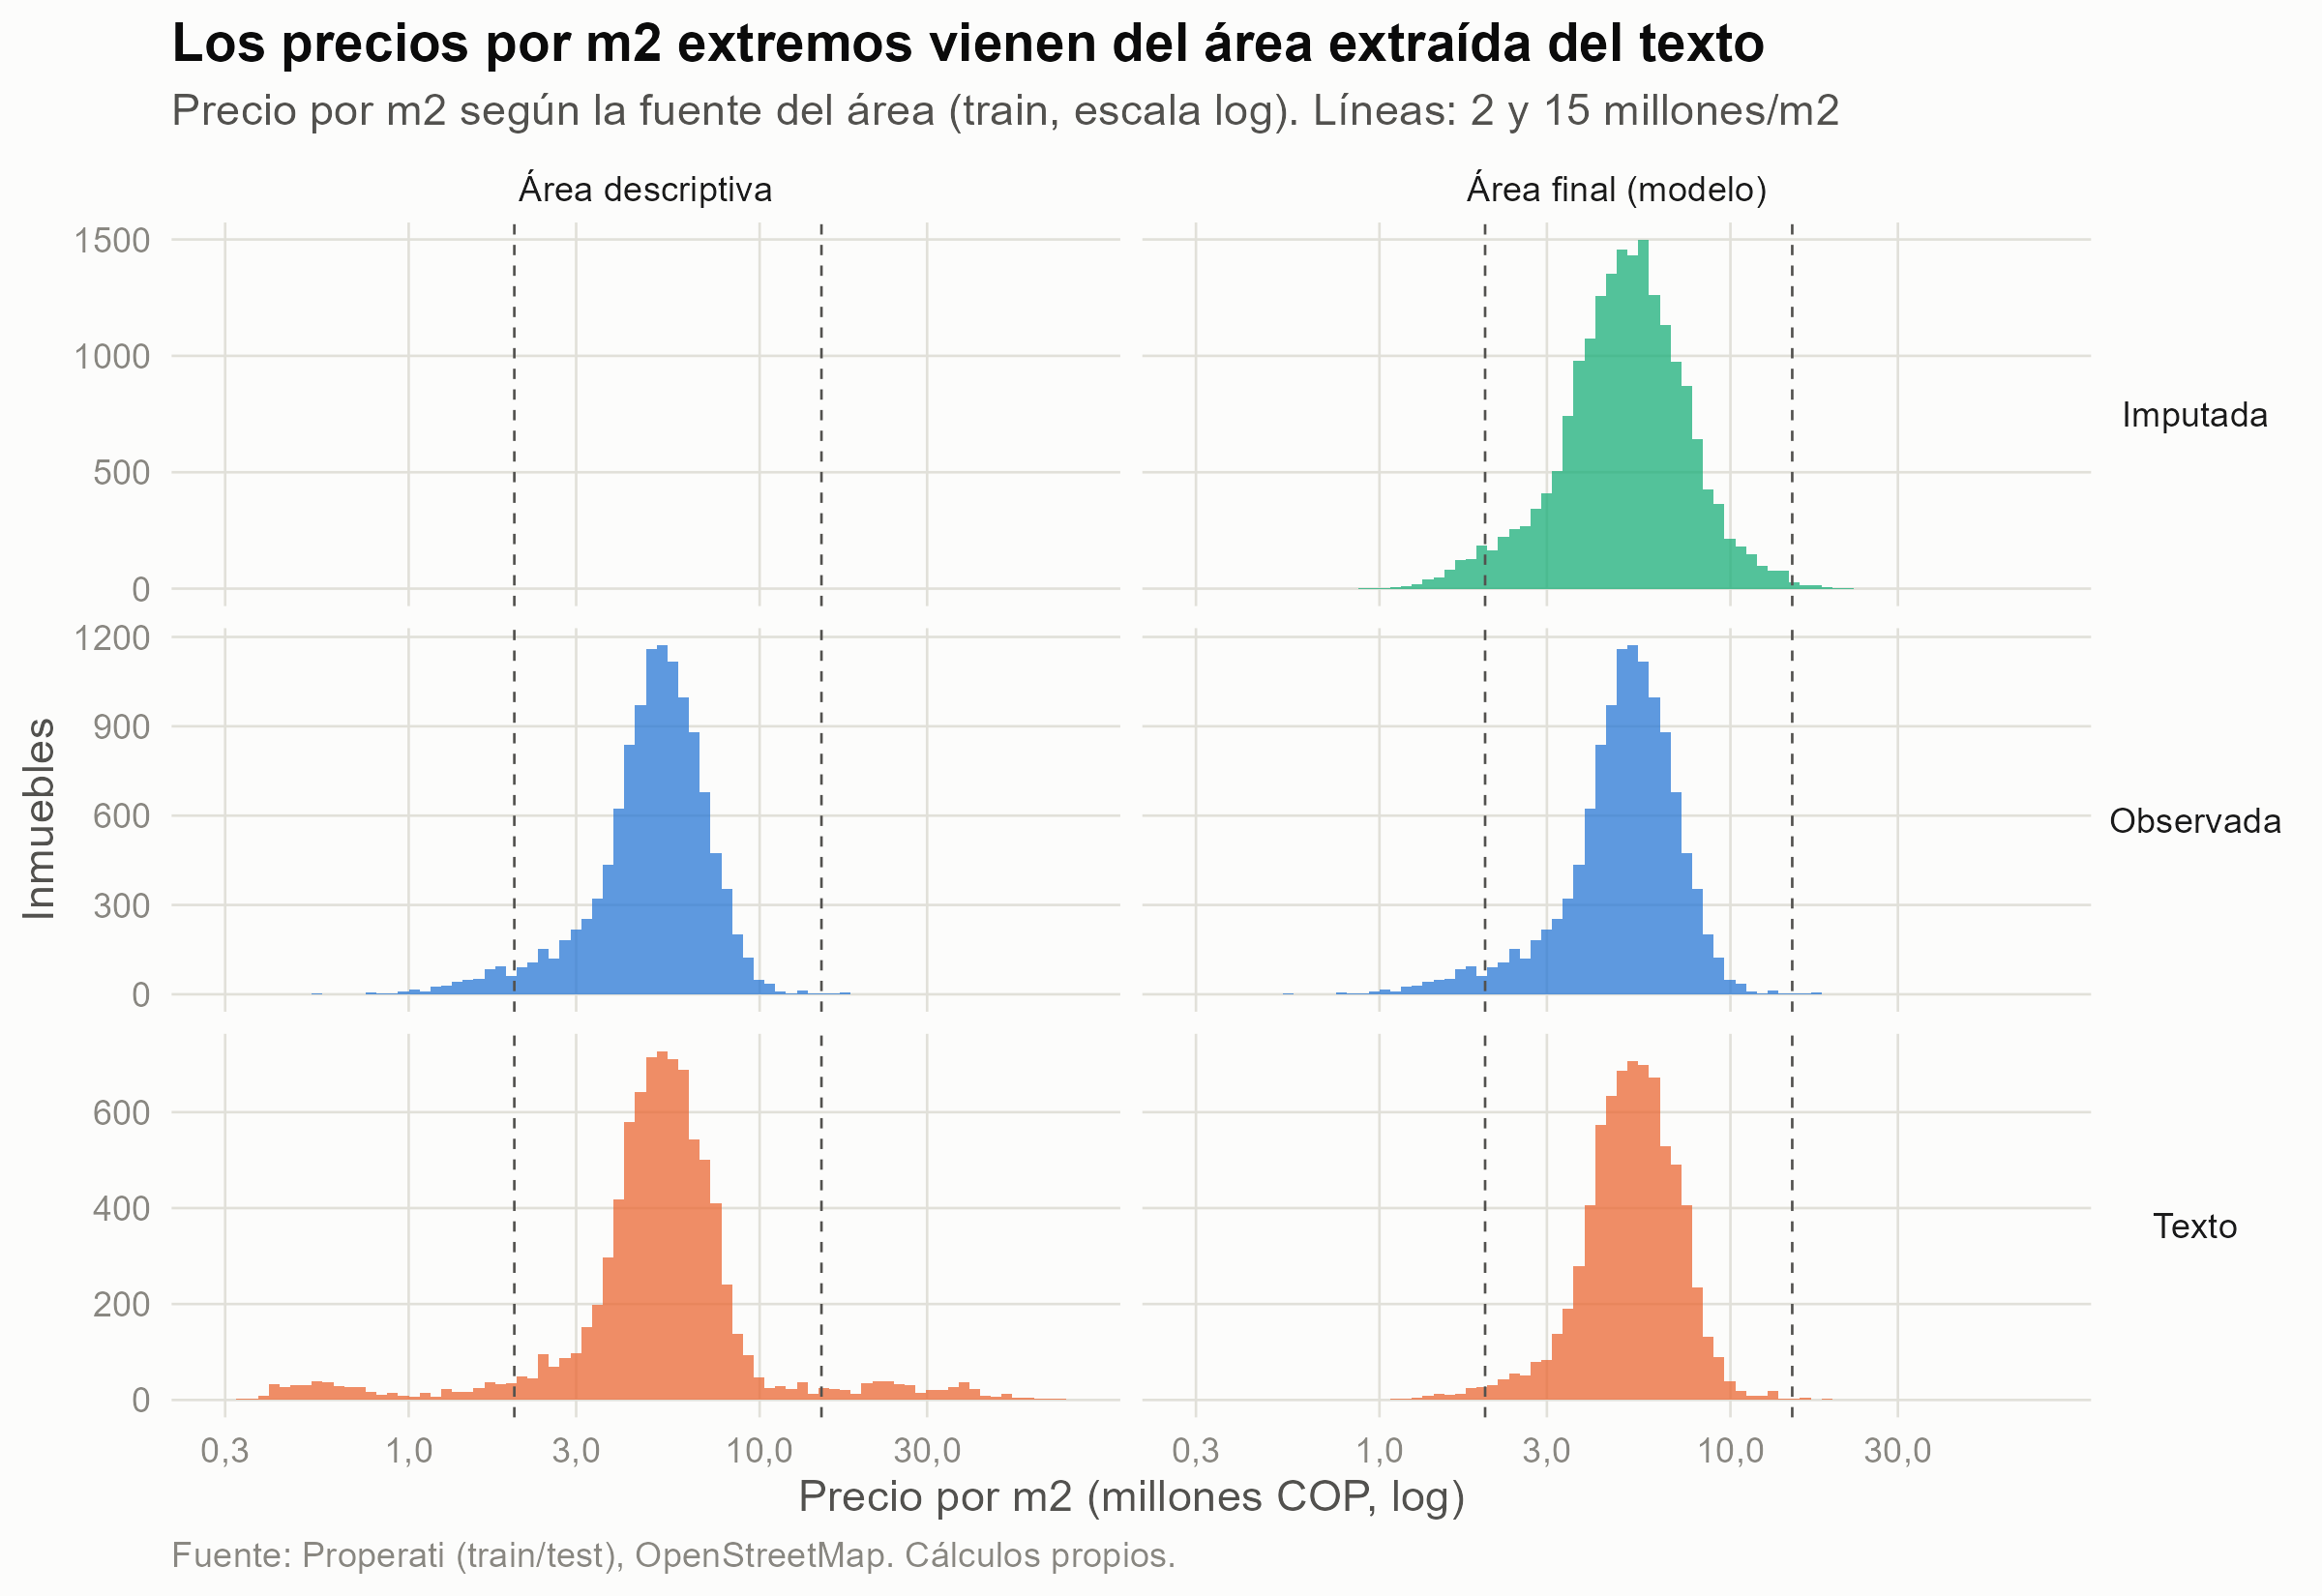 Los precios por m2 extremos vienen del área extraída del texto
Precio por m2 según la fuente del área (train, escala log). Líneas: 2 y 15 millones/m2
Área descriptiva
Área final (modelo)
1500
1000
500
0
Imputada
1200
900
600
300
0
Observada
600
400
200
0
Texto
Inmuebles
0,3 1,0 3,0 10,0 30,0
0,3 1,0 3,0 10,0 30,0
Precio por m2 (millones COP, log)
Fuente: Properati (train/test), OpenStreetMap. Cálculos propios.